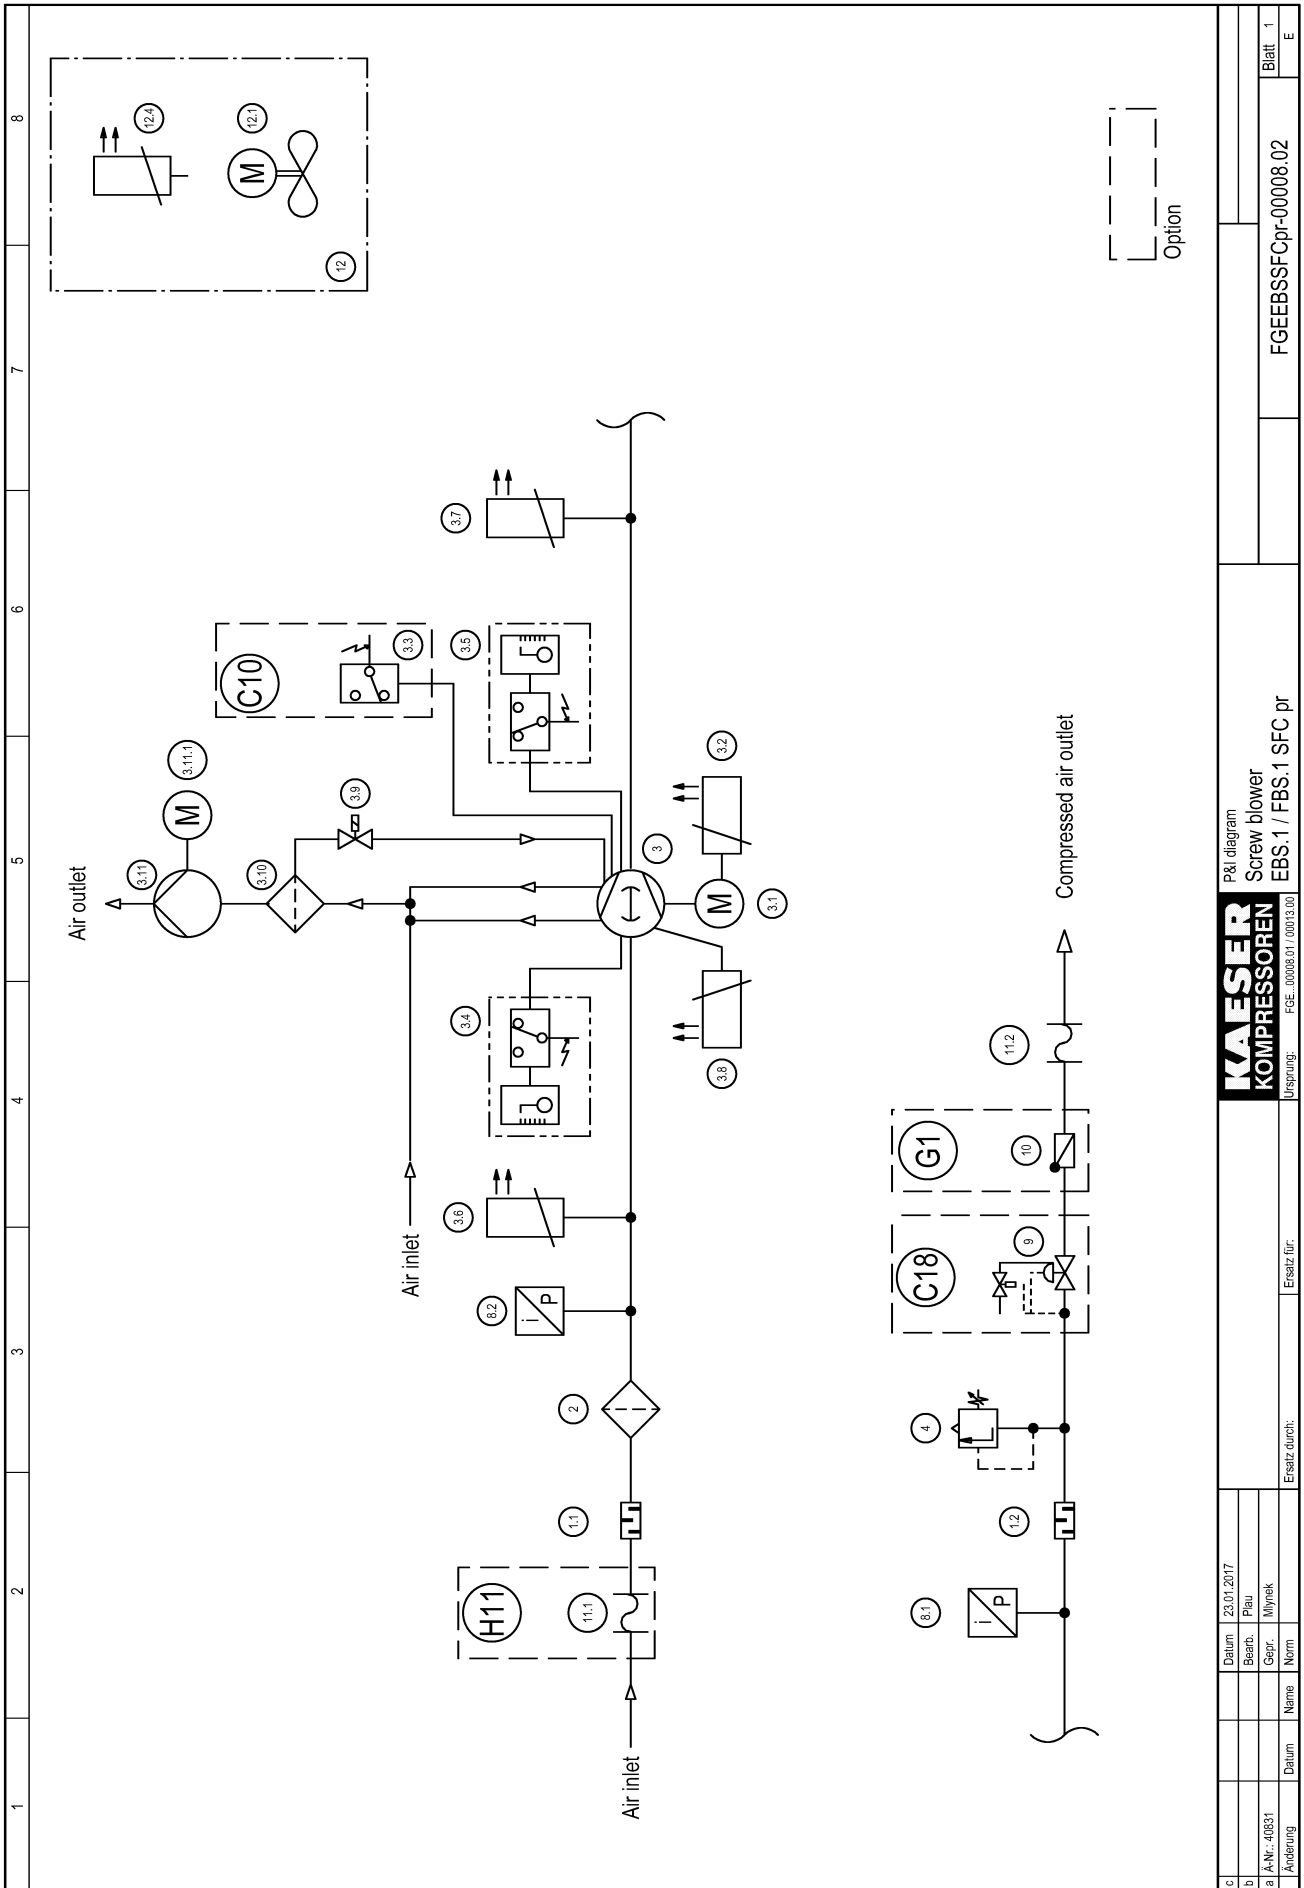 1
2
3
4
5
6
7
8
Air inlet
H11
11.1
1.1
2
8.2
i
P
3.6
Air inlet
3.4
3.8
3
3.1
M
3.2
3.5
C10
3.3
3.7
3.9
3.10
3.11
3.11.1
M
Air outlet
12
12.1
M
12.4
8.1
i
P
1.2
4
C18
9
G1
10
11.2
Compressed air outlet
Option
c
b
a
Ä-Nr.: 40831
Änderung
Datum
Name
Datum
23.01.2017
Bearb.
Plau
Gepr.
Mlynek
Norm
Ersatz durch:
Ersatz für:
KAESER
KOMPRESSOREN
Ursprung:
FGE...00008.01 / 00013.00
P&I diagram
Screw blower
EBS.1 / FBS.1 SFC pr
FGEEBSSFCpr-00008.02
Blatt 1
E